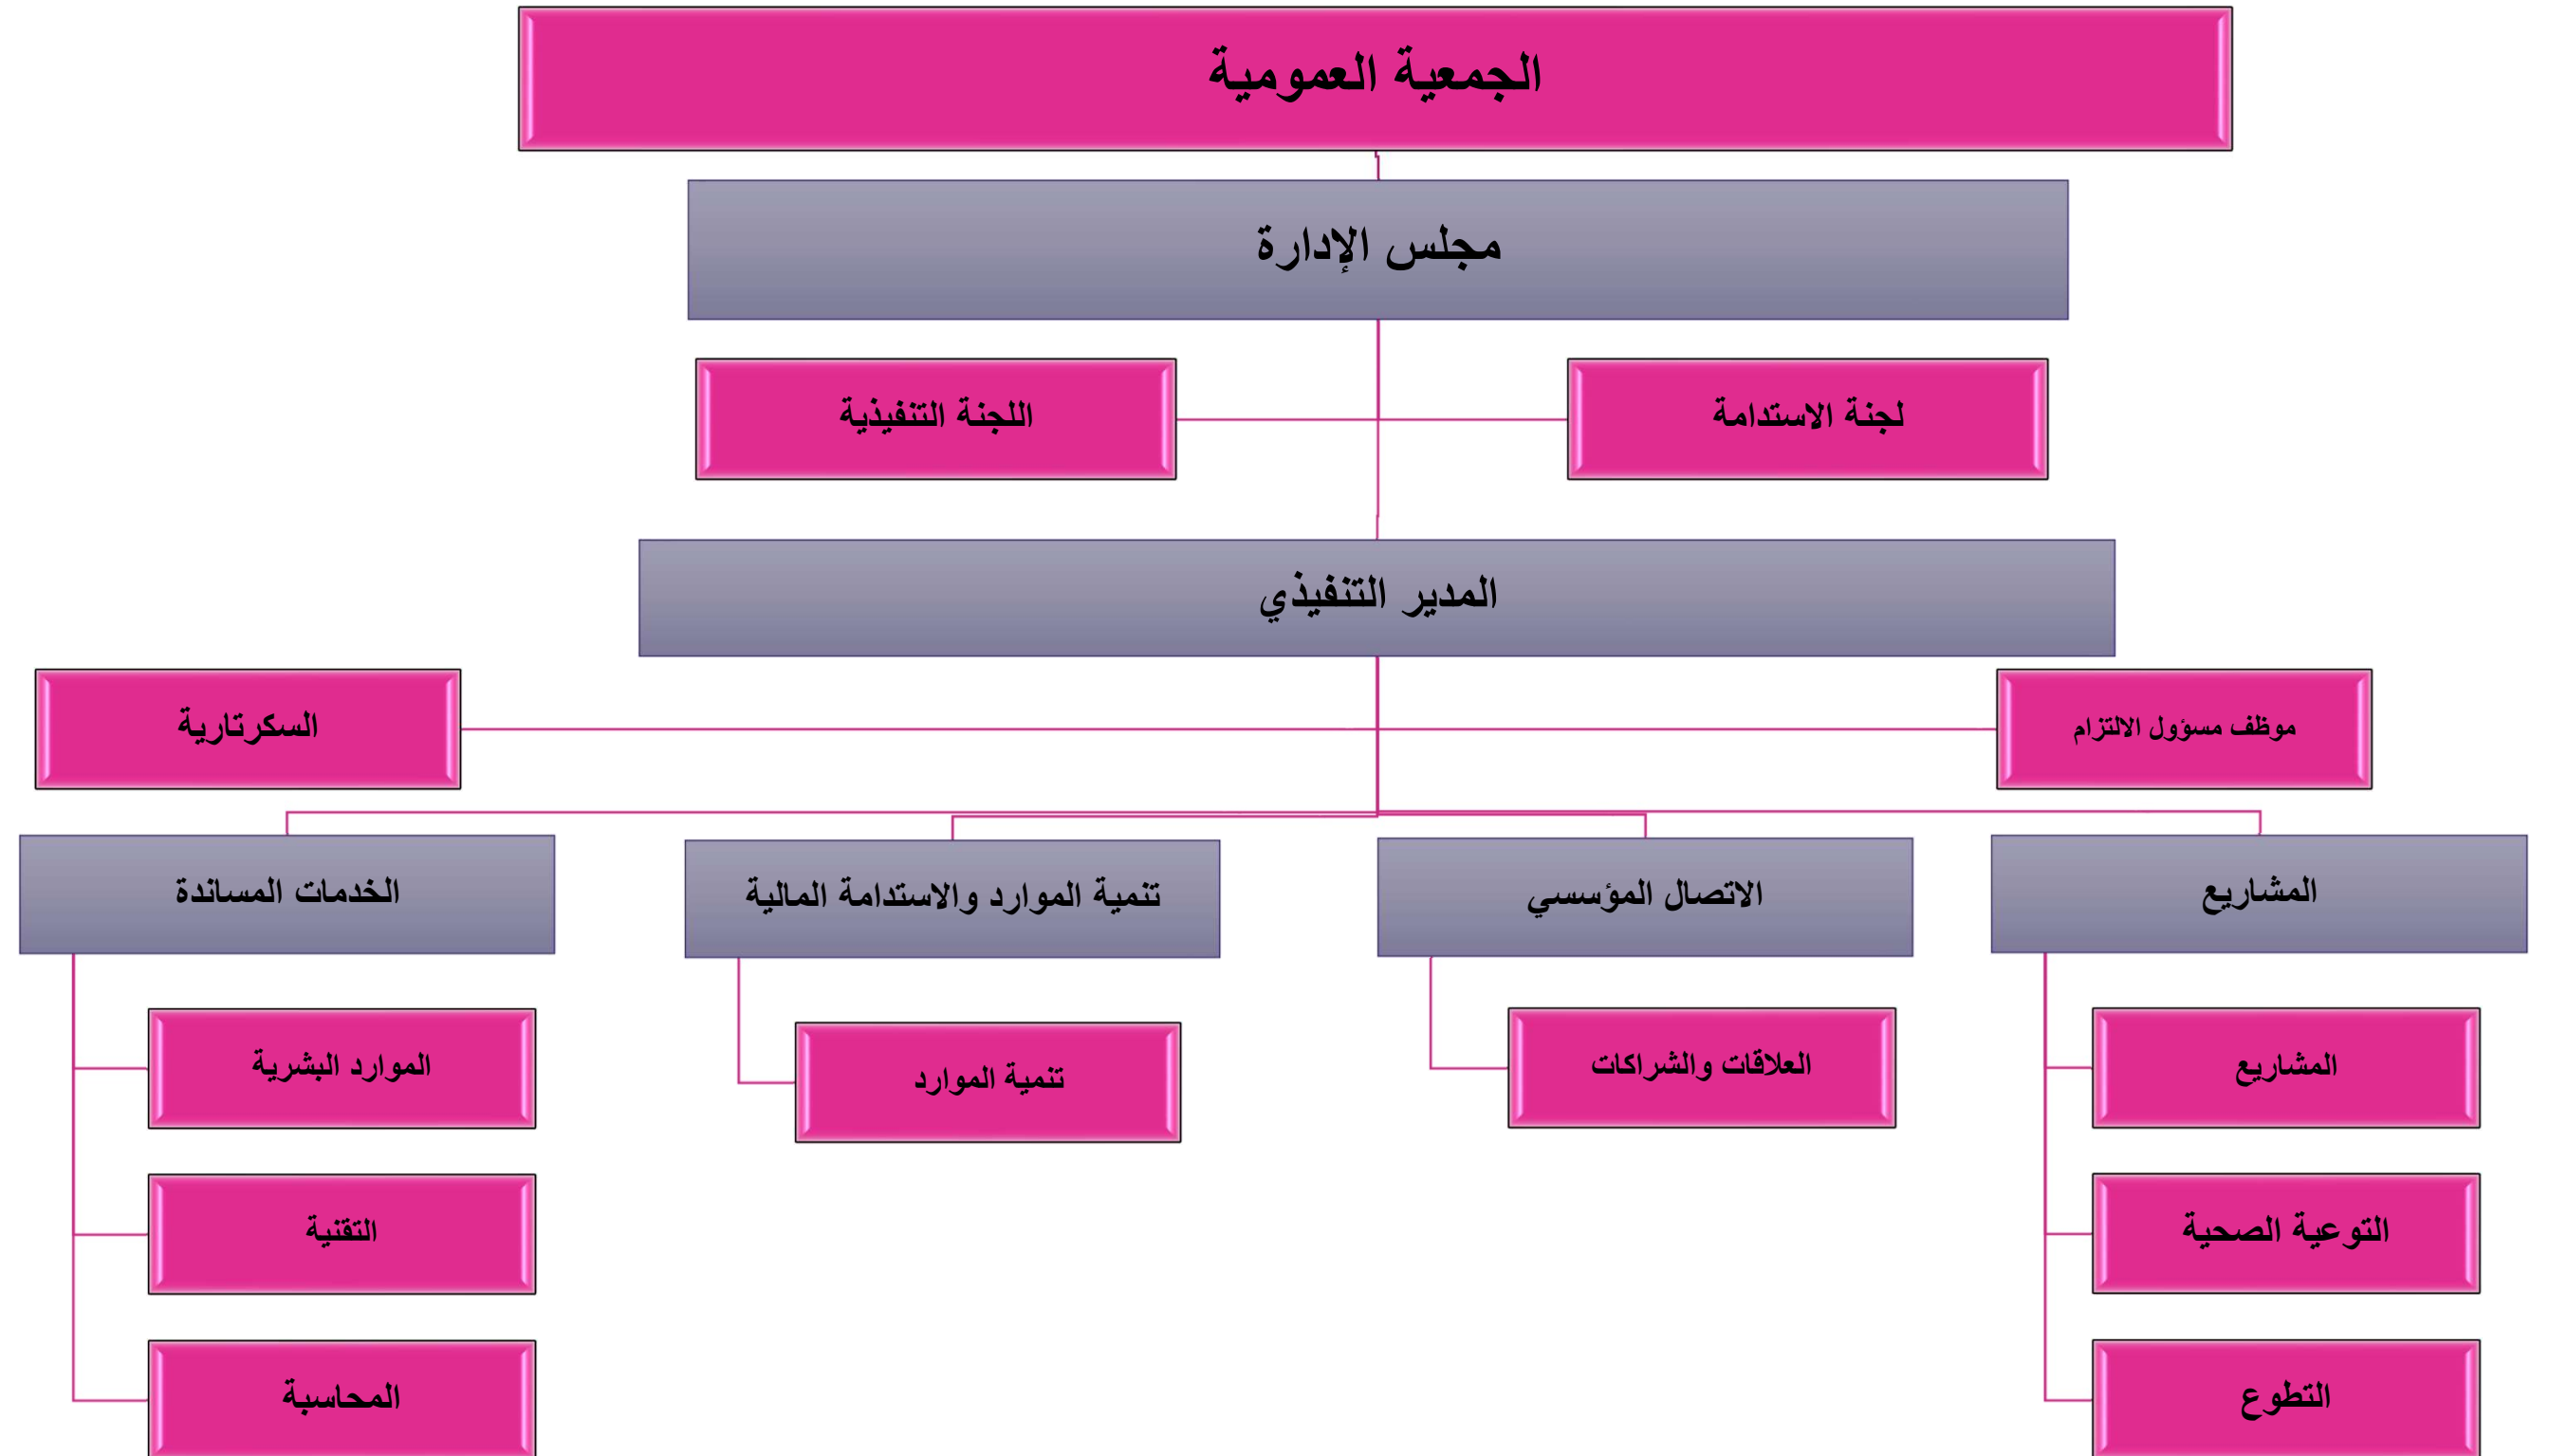 الجمعية العمومية
مجلس الإدارة
لجنة الاستدامة
اللجنة التنفيذية
المدير التنفيذي
موظف مسؤول الالتزام
السكرتارية
المشاريع
الاتصال المؤسسي
تنمية الموارد والاستدامة المالية
الخدمات المساندة
المشاريع
التوعية الصحية
التطوع
العلاقات والشراكات
تنمية الموارد
الموارد البشرية
التقنية
المحاسبة